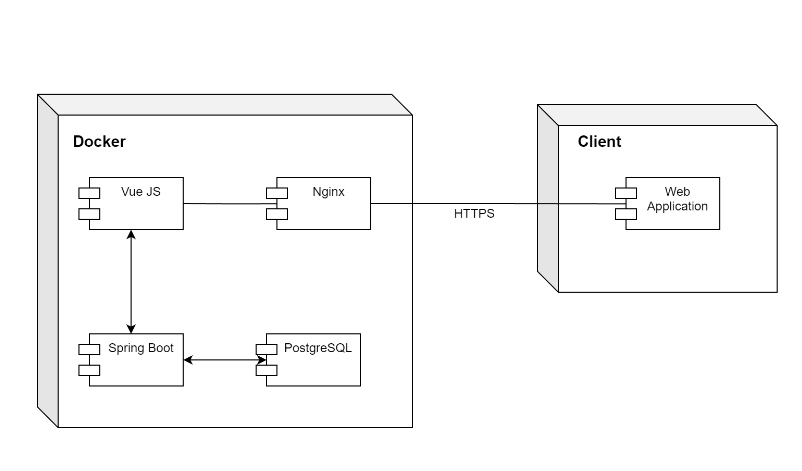 Docker
Client
Vue JS
Nginx
Web
Application
HTTPS
Spring Boot
PostgreSQL